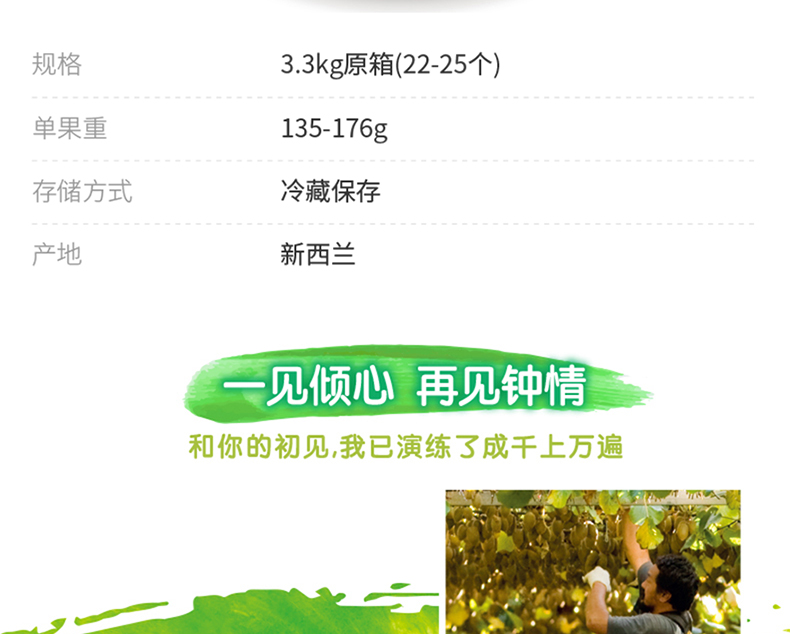 规格 3.3kg原箱(22-25个)
单果重 135-176g
存储方式 冷藏保存
产地 新西兰
一见倾心 再见钟情
和你的初见,我已演练了成千上万遍